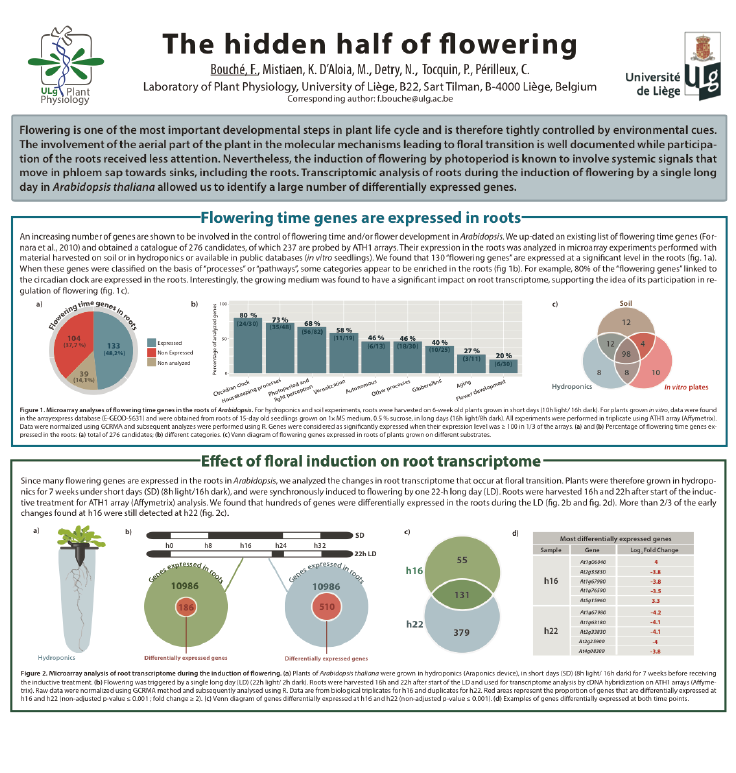 The hidden half of flowering
Bouché, F., Mistiaen, K. D'Aloia, M., Detry, N., Tocquin, P., Périlleux, C.
Laboratory of Plant Physiology, University of Liège, B22, Sart Tilman, B-4000 Liège, Belgium
Corresponding author: f.bouche@ulg.ac.be
ULg Plant
Physiology
Université
de Liège
ULg
Flowering is one of the most important developmental steps in plant life cycle and is therefore tightly controlled by environmental cues.
The involvement of the aerial part of the plant in the molecular mechanisms leading to floral transition is well documented while participa-
tion of the roots received less attention. Nevertheless, the induction of flowering by photoperiod is known to involve systemic signals that
move in phloem sap towards sinks, including the roots. Transcriptomic analysis of roots during the induction of flowering by a single long
day in Arabidopsis thaliana allowed us to identify a large number of differentially expressed genes.
Flowering time genes are expressed in roots
An increasing number of genes are shown to be involved in the control of flowering time and/or flower development in Arabidopsis. We up-dated an existing list of flowering time genes (For-
nara et al., 2010) and obtained a catalogue of 276 candidates, of which 237 are probed by ATH1 arrays. Their expression in the roots was analyzed in microarray experiments performed with
material harvested on soil or in hydroponics or available in public databases (in vitro seedlings). We found that 130 "flowering genes" are expressed at a significant level in the roots (fig. 1a).
When these genes were classified on the basis of "processes" or "pathways", some categories appear to be enriched in the roots (fig 1b). For example, 80% of the "flowering genes" linked to
the circadian clock are expressed in the roots. Interestingly, the growing medium was found to have a significant impact on root transcriptome, supporting the idea of its participation in re-
gulation of flowering (fig. 1c).
a)
Flowering time genes in roots
104
(37,7 %)
133
(48,2%)
39
(14,1%)
Expressed
Non Expressed
Non analyzed
b)
Percentage of analyzed genes
100
50
0
80 %
(24/30)
73 %
(35/48)
68 %
(56/82)
58 %
(11/19)
46 %
(6/13)
46 %
40 %
(10/25)
27 %
(3/11)
20 %
Circadian clock
Housekeeping processes
Photoperiod and
light perception
Vernalization
Autonomous
Other processes
Gibberellins
Aging
Flower development
c)
Soil
12
12
4
98
8
8
10
Hydroponics
In vitro plates
Figure 1. Microarray analyses of flowering time genes in the roots of Arabidopsis. For hydroponics and soil experiments, roots were harvested on 6-week old plants grown in short days (10h light/ 16h dark). For plants grown in vitro, data were found
in the arrayexpress database (E-GEOD-5631) and were obtained from roots of 15-day old seedlings grown on 1x MS medium, 0.5 % sucrose, in long days (16h light/8h dark). All experiments were performed in triplicate using ATH1 array (Affymetrix).
Data were normalized using GCRMA and subsequent analyzes were performed using R. Genes were considered as significantly expressed when their expression level was ≥ 100 in 1/3 of the arrays. (a) and (b) Percentage of flowering time genes ex-
pressed in the roots: (a) total of 276 candidates; (b) different categories. (c) Venn diagram of flowering genes expressed in roots of plants grown on different substrates.
Effect of floral induction on root transcriptome
Since many flowering genes are expressed in the roots in Arabidopsis, we analyzed the changes in root transcriptome that occur at floral transition. Plants were therefore grown in hydropo-
nics for 7 weeks under short days (SD) (8h light/16h dark), and were synchronously induced to flowering by one 22-h long day (LD). Roots were harvested 16h and 22h after start of the induc-
tive treatment for ATH1 array (Affymetrix) analysis. We found that hundreds of genes were differentially expressed in the roots during the LD (fig. 2b and fig. 2d). More than 2/3 of the early
changes found at h16 were still detected at h22 (fig. 2c).
a)
Hydroponics
b)
SD
h0
h8
h16
h24
h32
22h LD
Genes expressed in roots
10986
186
Genes expressed in roots
10986
510
Differentially expressed genes
Differentially expressed genes
c)
h16
55
131
h22
379
d)
Most differentially expressed genes
Sample Gene Log2 Fold Change
h16
4
-3.8
At1g67980 -3.8
-3.5
3.3
h22
At1g67980 -4.2
-4.1
-4.1
-4
-3.8
Figure 2. Microarray analysis of root transcriptome during the induction of flowering. (a) Plants of Arabidopsis thaliana were grown in hydroponics (Araponics device), in short days (SD) (8h light/ 16h dark) for 7 weeks before receiving
the inductive treatment. (b) Flowering was triggered by a single long day (LD) (22h light/ 2h dark). Roots were harvested 16h and 22h after start of the LD and used for transcriptome analysis by cDNA hybridization on ATH1 arrays (Affyme-
trix). Raw data were normalized using GCRMA method and subsequently analysed using R. Data are from biological triplicates for h16 and duplicates for h22. Red areas represent the proportion of genes that are differentially expressed at
h16 and h22 (non-adjusted p-value ≤ 0.001; fold change ≥ 2). (c) Venn diagram of genes differentially expressed at h16 and h22 (non-adjusted p-value ≤ 0.001). (d) Examples of genes differentially expressed at both time points.